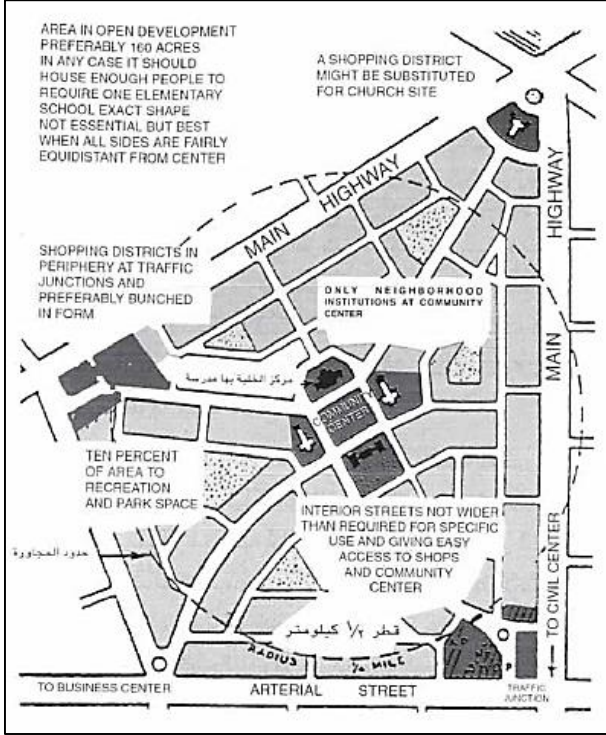 AREA IN OPEN DEVELOPMENT
PREFERABLY 160 ACRES
IN ANY CASE IT SHOULD
HOUSE ENOUGH PEOPLE TO
REQUIRE ONE ELEMENTARY
SCHOOL EXACT SHAPE
NOT ESSENTIAL BUT BEST
WHEN ALL SIDES ARE FAIRLY
EQUIDISTANT FROM CENTER
A SHOPPING DISTRICT
MIGHT BE SUBSTITUTED
FOR CHURCH SITE
MAIN HIGHWAY
HIGHWAY
MAIN
SHOPPING DISTRICTS IN
PERIPHERY AT TRAFFIC
JUNCTIONS AND
PREFERABLY BUNCHED
IN FORM
ONLY NEIGHBORHOOD
INSTITUTIONS AT COMMUNITY
CENTER
مركز الخلية بها مدرسة
COMMUNITY
CENTER
TEN PERCENT
OF AREA TO
RECREATION
AND PARK SPACE
INTERIOR STREETS NOT WIDER
THAN REQUIRED FOR SPECIFIC
USE AND GIVING EASY
ACCESS TO SHOPS
AND COMMUNITY
CENTER
حدود المجاورة
قطر ١/٢ كيلومتر
TO CIVIL CENTER
RADIUS 1/4 MILE
P
TO BUSINESS CENTER
ARTERIAL STREET
TRAFFIC
JUNCTION